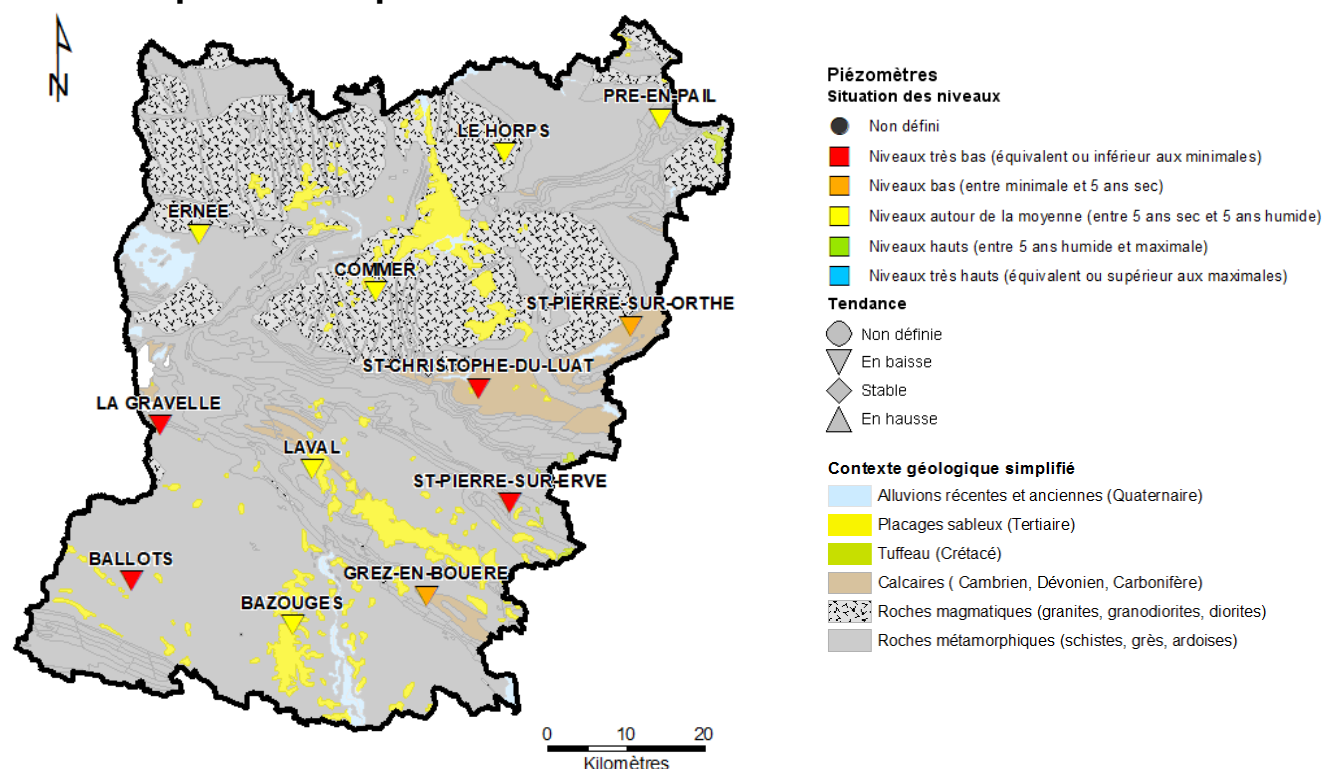 N
PRE-EN-PAIL
LE HORPS
ERNEE
COMMER
ST-PIERRE-SUR-ORTHE
ST-CHRISTOPHE-DU-LUAT
LA GRAVELLE
LAVAL
ST-PIERRE-SUR-ERVE
BALLOTS
GREZ-EN-BOUERE
BAZOUGES
0 10 20
Kilomètres
Piézomètres
Situation des niveaux
Non défini
Niveaux très bas (équivalent ou inférieur aux minimales)
Niveaux bas (entre minimale et 5 ans sec)
Niveaux autour de la moyenne (entre 5 ans sec et 5 ans humide)
Niveaux hauts (entre 5 ans humide et maximale)
Niveaux très hauts (équivalent ou supérieur aux maximales)
Tendance
Non définie
En baisse
Stable
En hausse
Contexte géologique simplifié
Alluvions récentes et anciennes (Quaternaire)
Placages sableux (Tertiaire)
Tuffeau (Crétacé)
Calcaires ( Cambrien, Dévonien, Carbonifère)
Roches magmatiques (granites, granodiorites, diorites)
Roches métamorphiques (schistes, grès, ardoises)